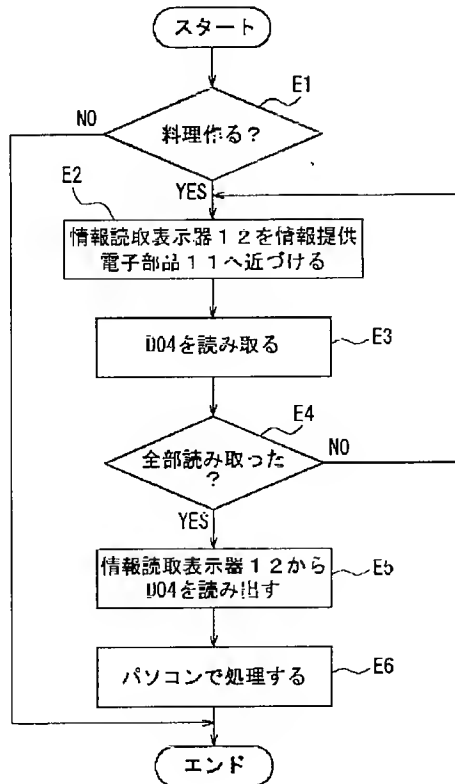 スタート
E1
NO
料理作る?
E2
YES
情報読取表示器12を情報提供
電子部品11へ近づける
D04を読み取る
E3
E4
全部読み取った
?
NO
YES
情報読取表示器12から
D04を読み出す
E5
パソコンで処理する
E6
エンド